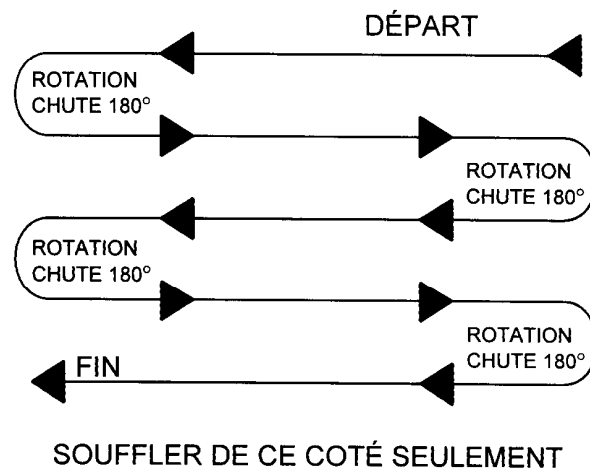 DÉPART
ROTATION
CHUTE 180°
ROTATION
CHUTE 180°
ROTATION
CHUTE 180°
ROTATION
CHUTE 180°
FIN
SOUFFLER DE CE COTÉ SEULEMENT